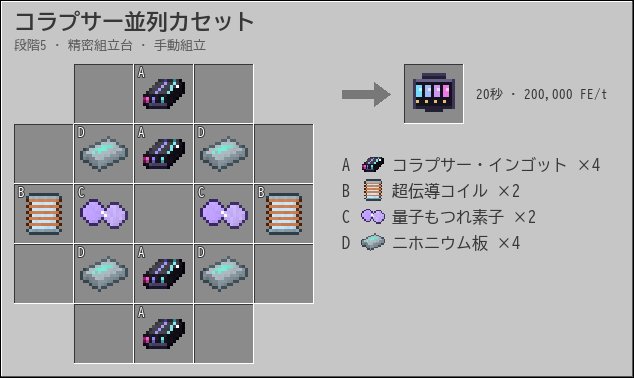 コラプサー並列カセット
段階5 · 精密組立台 · 手動組立
A
D A D
B C C B
D A D
A
20秒 · 200,000 FE/t
A コラプサー・インゴット ×4
B 超伝導コイル ×2
C 量子もつれ素子 ×2
D ニホニウム板 ×4